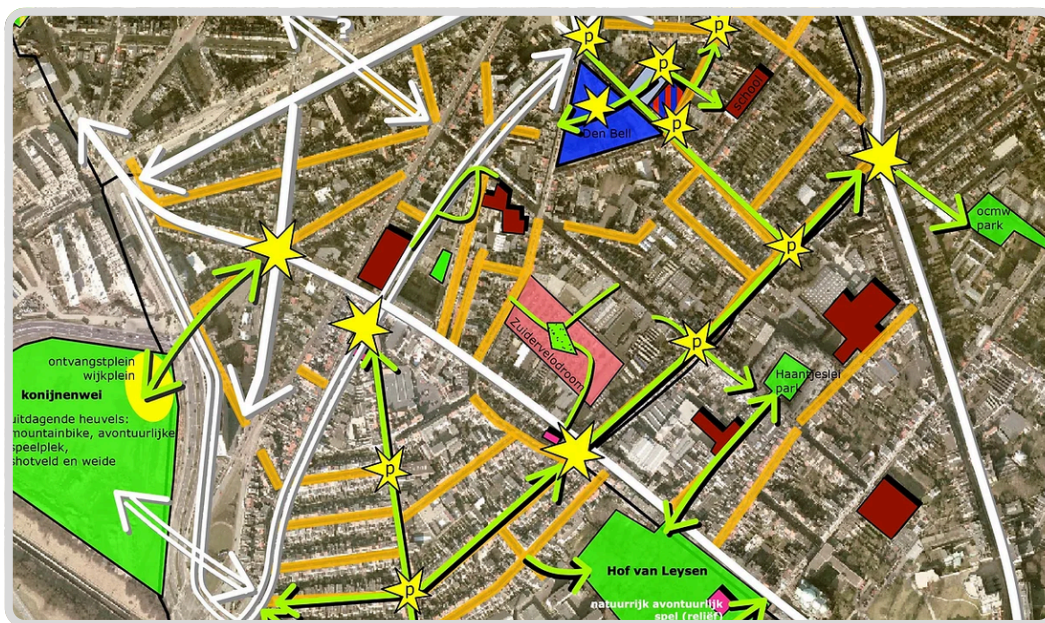 ?
p
p
p
school
Den Bell
p
ocmw
park
p
Zuidervelodroom
p
Haantjeslei
park
ontvangstplein
wijkplein
konijnenwei
uitdagende heuvels:
mountainbike, avontuurlijke
speelplek,
shotveld en weide
p
p
Hof van Leysen
natuurrijk avontuurlijk
spel (reliëf)